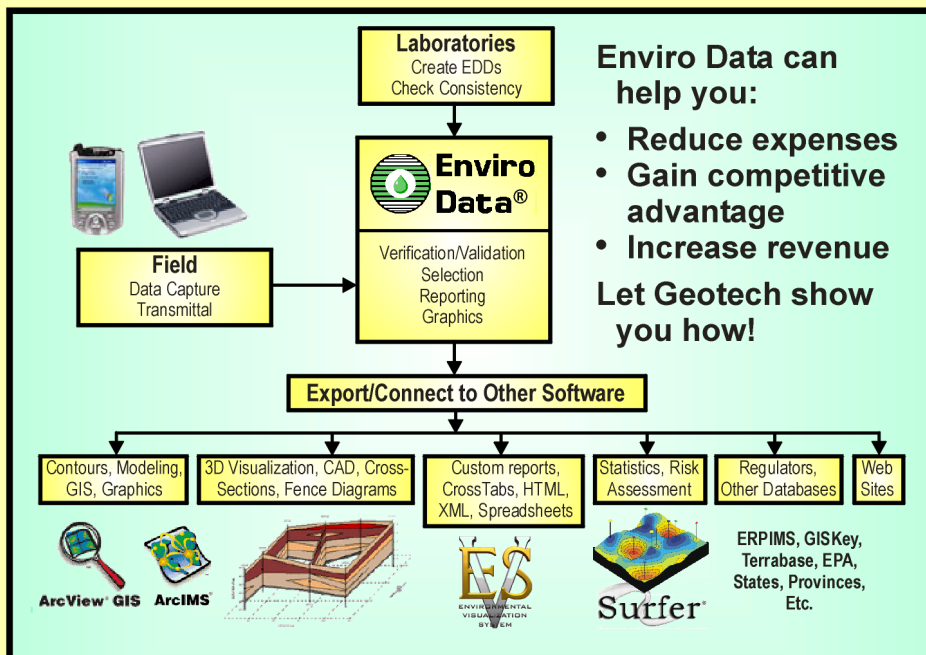 Laboratories
Create EDDs
Check Consistency
Enviro Data can
help you:
• Reduce expenses
• Gain competitive
advantage
• Increase revenue
Let Geotech show
you how!
Enviro
Data®
Verification/Validation
Selection
Reporting
Graphics
Field
Data Capture
Transmittal
Export/Connect to Other Software
Contours, Modeling,
GIS, Graphics
3D Visualization, CAD, Cross-
Sections, Fence Diagrams
Custom reports,
CrossTabs, HTML,
XML, Spreadsheets
Statistics, Risk
Assessment
Regulators,
Other Databases
Web
Sites
ArcView® GIS
ArcIMS®
EVS
ENVIRONMENTAL
VISUALIZATION
SYSTEM
Surfer®
ERPIMS, GISKey,
Terrabase, EPA,
States, Provinces,
Etc.